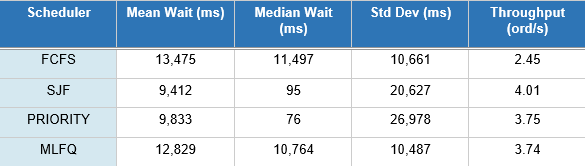 Scheduler Mean Wait (ms) Median Wait (ms) Std Dev (ms) Throughput (ord/s)
FCFS 13,475 11,497 10,661 2.45
SJF 9,412 95 20,627 4.01
PRIORITY 9,833 76 26,978 3.75
MLFQ 12,829 10,764 10,487 3.74